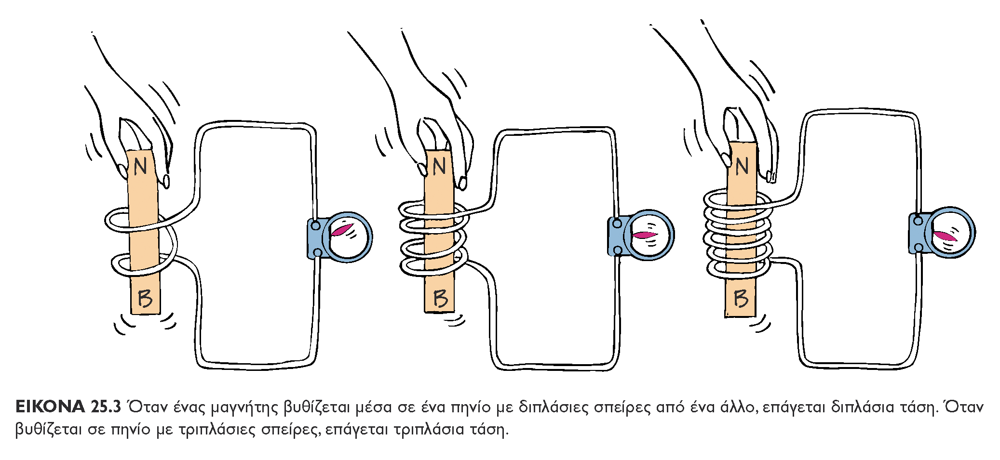 N
N
N
B
B
B
ΕΙΚΟΝΑ 25.3 Όταν ένας μαγνήτης βυθίζεται μέσα σε ένα πηνίο με διπλάσιες σπείρες από ένα άλλο, επάγεται διπλάσια τάση. Όταν
βυθίζεται σε πηνίο με τριπλάσιες σπείρες, επάγεται τριπλάσια τάση.